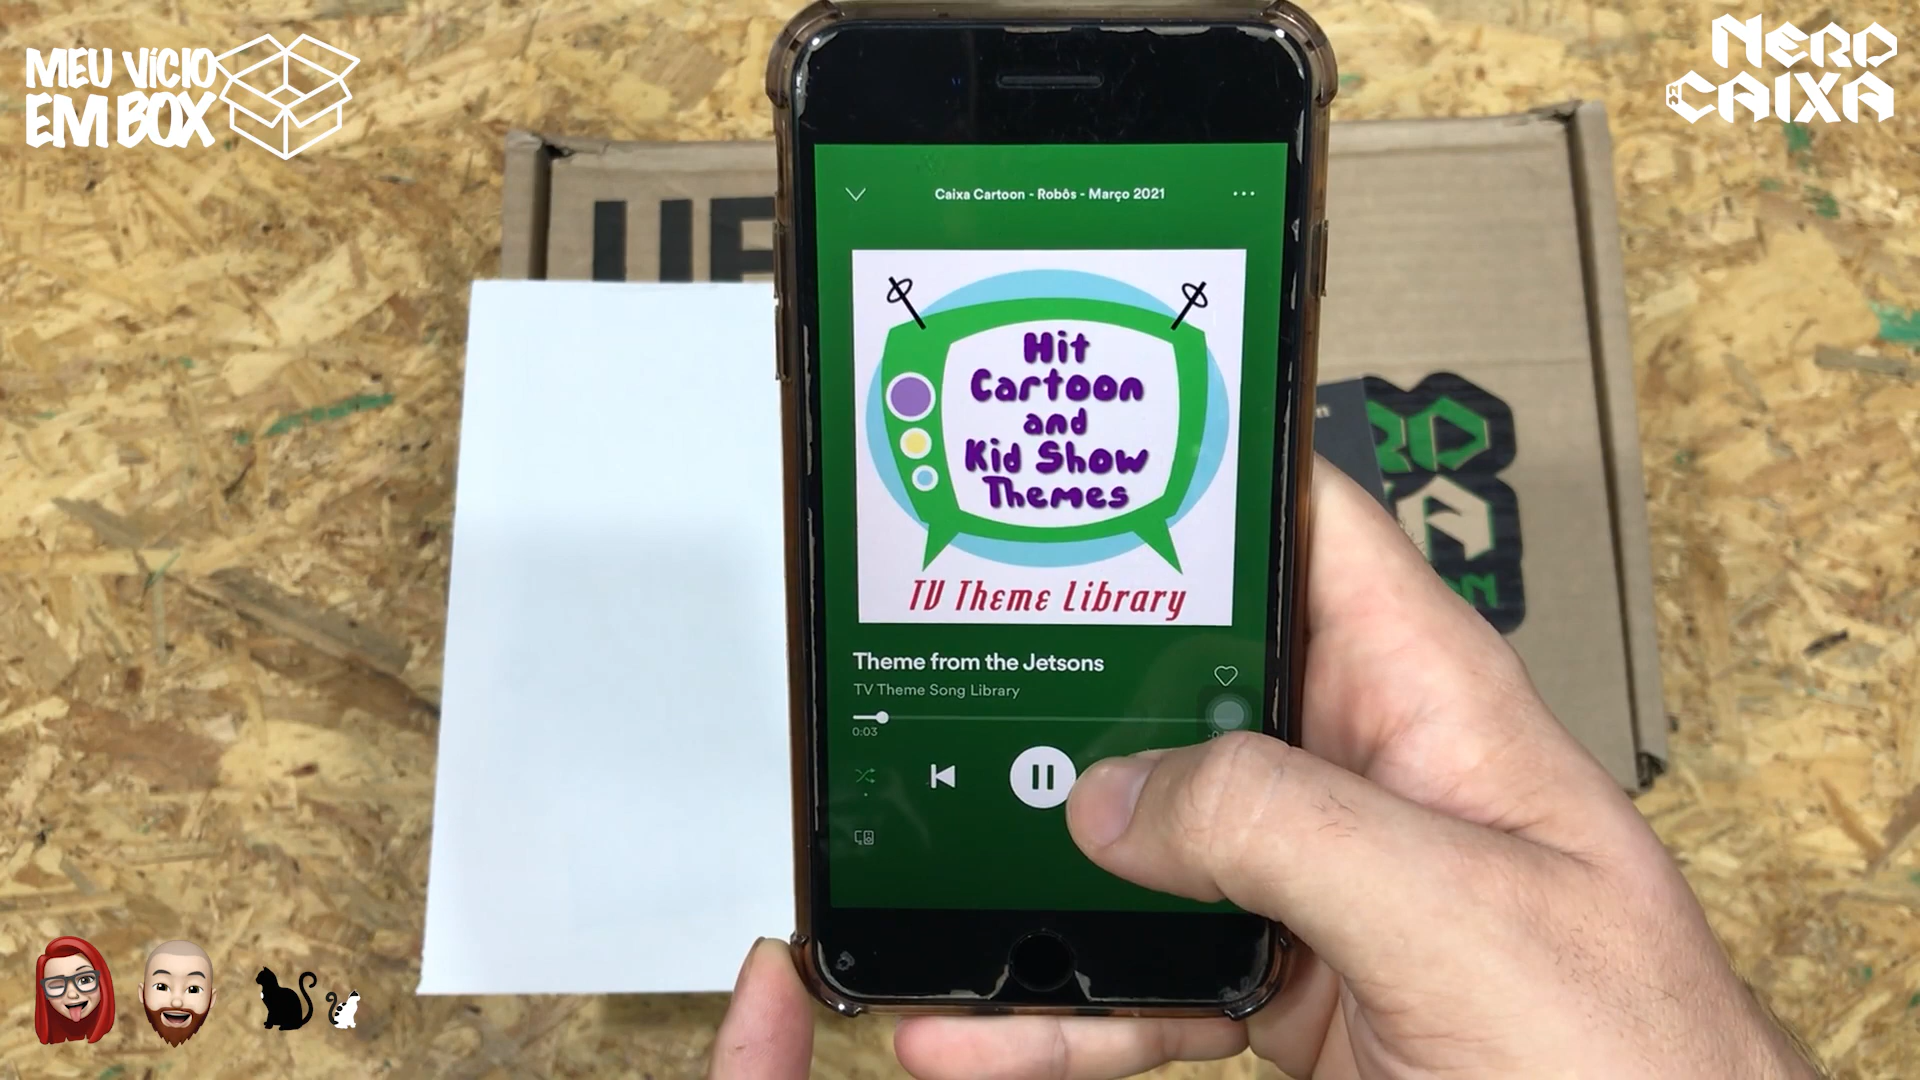 MEU VÍCIO
EM BOX
NERD
NA CAIXA
Caixa Cartoon - Robôs - Março 2021
Hit
Cartoon
and
Kid Show
Themes
TV Theme Library
Theme from the Jetsons
TV Theme Song Library
0:03